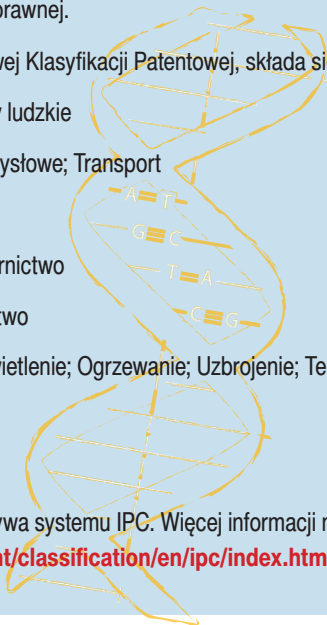 prawnej.
wej Klasyfikacji Patentowej, składa si
ludzkie
ysłowe; Transport
A=T
G≡C
rnictwo
T=A
two
C≡G
ietlenie; Ogrzewanie; Uzbrojenie; Te
wa systemu IPC. Więcej informacji
nt/classification/en/ipc/index.htm